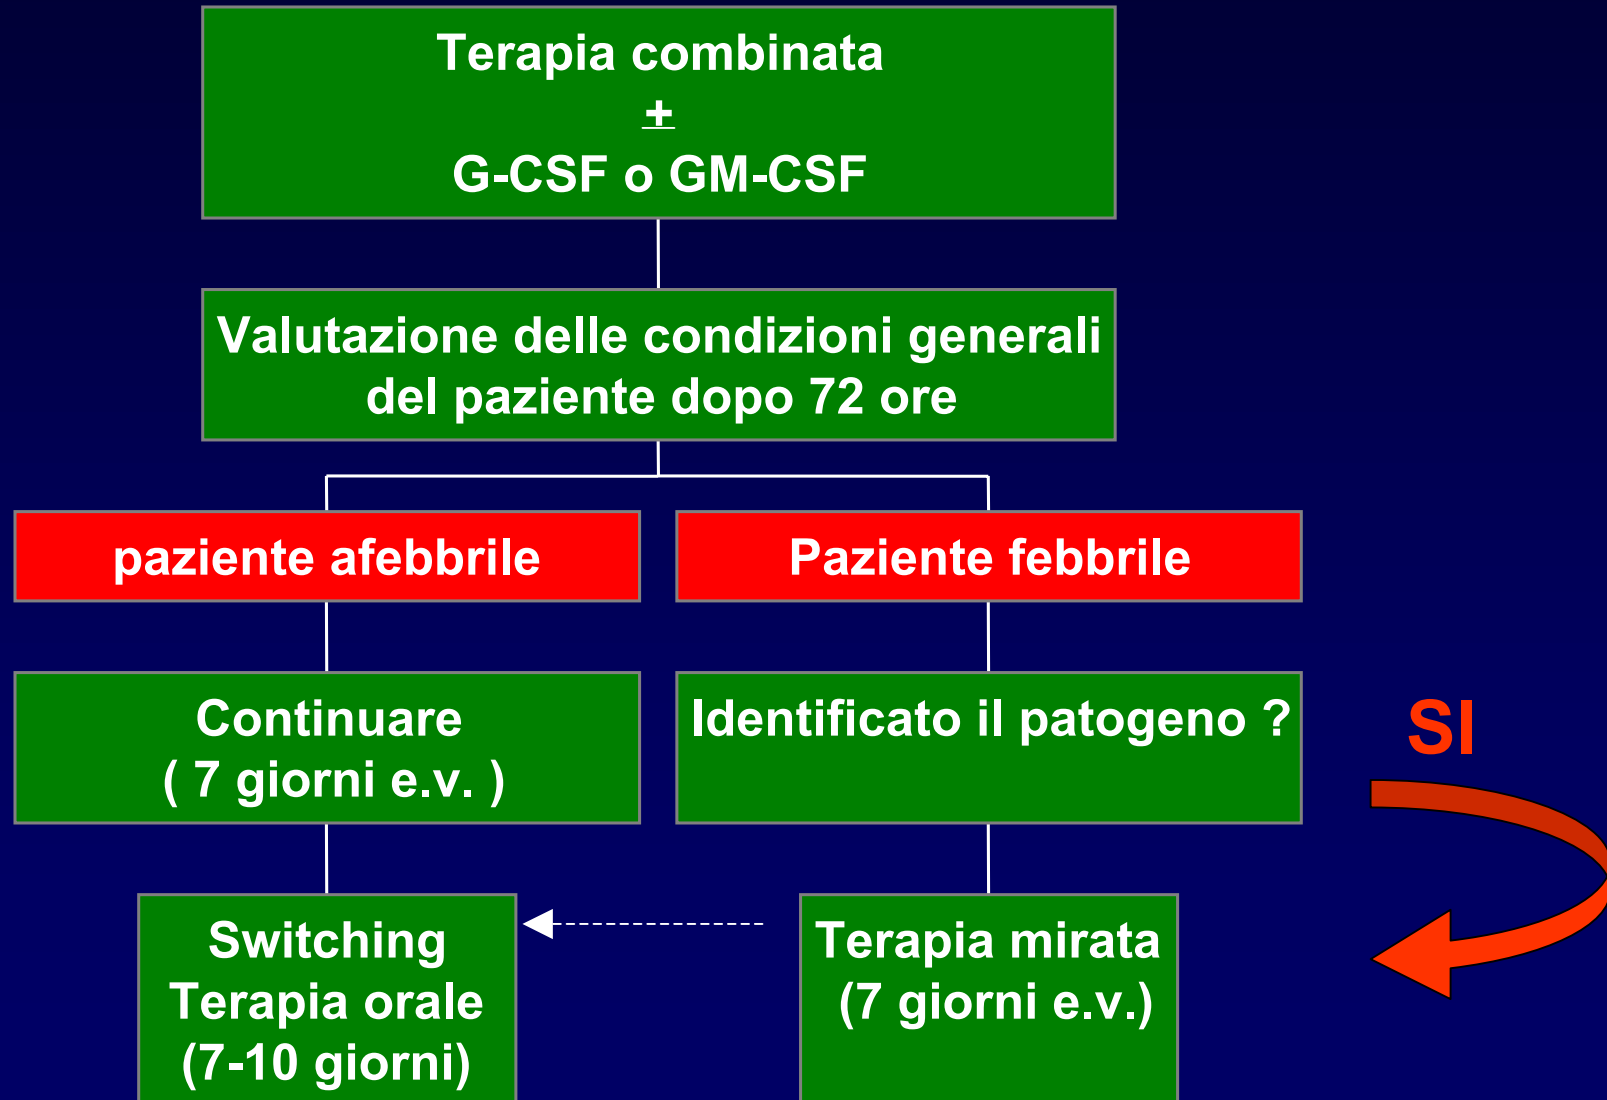 Terapia combinata
+
G-CSF o GM-CSF
Valutazione delle condizioni generali
del paziente dopo 72 ore
paziente afebbrile
Paziente febbrile
Continuare
( 7 giorni e.v. )
Identificato il patogeno ?
SI
Switching
Terapia orale
(7-10 giorni)
Terapia mirata
(7 giorni e.v.)